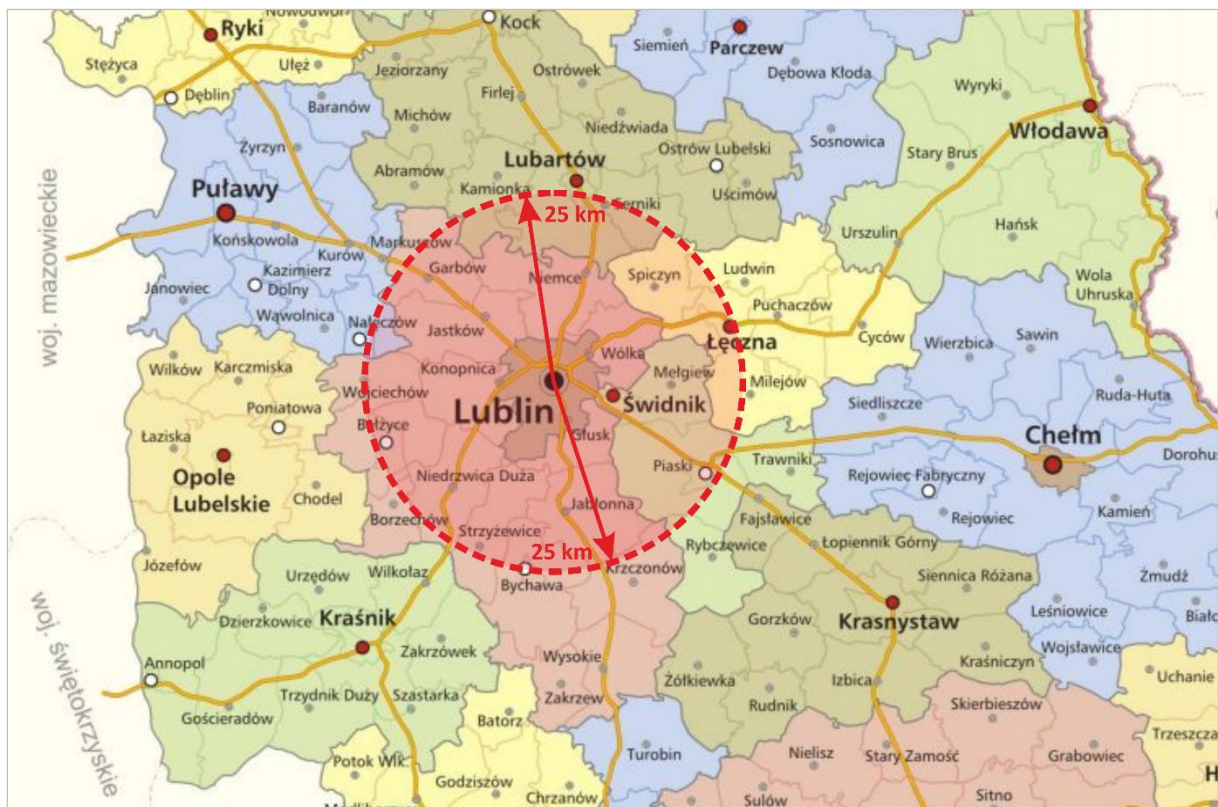 Nowodwór
Ryki
Kock
Siemień
Parczew
Stężyca
Ułęż
Jeziorzany
Ostrówek
Dębowa Kłoda
Wyryki
Dęblin
Baranów
Firlej
Michów
Niedźwiada
Sosnowica
Włodawa
Żyrzyn
Lubartów
Ostrów Lubelski
Stary Brus
Abramów
Kamionka
Uścimów
Puławy
25 km
Serniki
Hańsk
Końskowola
Markuszów
Urszulin
Kurów
Garbów
Niemce
Spiczyn
Ludwin
Wola
Uhruska
woj. mazowieckie
Kazimierz
Dolny
Janowiec
Wąwolnica
Puchaczów
Nałęczów
Jastków
Łęczna
Cyców
Sawin
Wierzbica
Wilków
Karczmiska
Wojciechów
Konopnica
Wólka
Mełgiew
Milejów
Ruda-Huta
Poniatowa
Lublin
Świdnik
Siedliszcze
Łaziska
Bełżyce
Głusk
Chełm
Dorohus
Opole
Lubelskie
Chodel
Niedrzwica Duża
Piaski
Trawniki
Rejowiec Fabryczny
Kamień
Borzechów
Jabłonna
Fajsławice
Rejowiec
Strzyżewice
25 km
Rybczewice
Łopiennik Górny
Józefów
Urzędów
Wilkołaz
Bychawa
Krzczonów
Siennica Różana
Żmudź
woj. świętokrzyskie
Dzierzkowice
Kraśnik
Gorzków
Krasnystaw
Leśniowice
Biało
Annopol
Zakrzówek
Wysokie
Wojsławice
Kraśniczyn
Uchanie
Trzydnik Duży
Szastarka
Zakrzew
Żółkiewka
Izbica
Gościeradów
Batorz
Rudnik
Skierbieszów
Trzeszcza
Potok Wlk.
Godziszów
Turobin
Nielisz
Stary Zamość
Grabowiec
Chrzanów
Sułów
Sitno
H